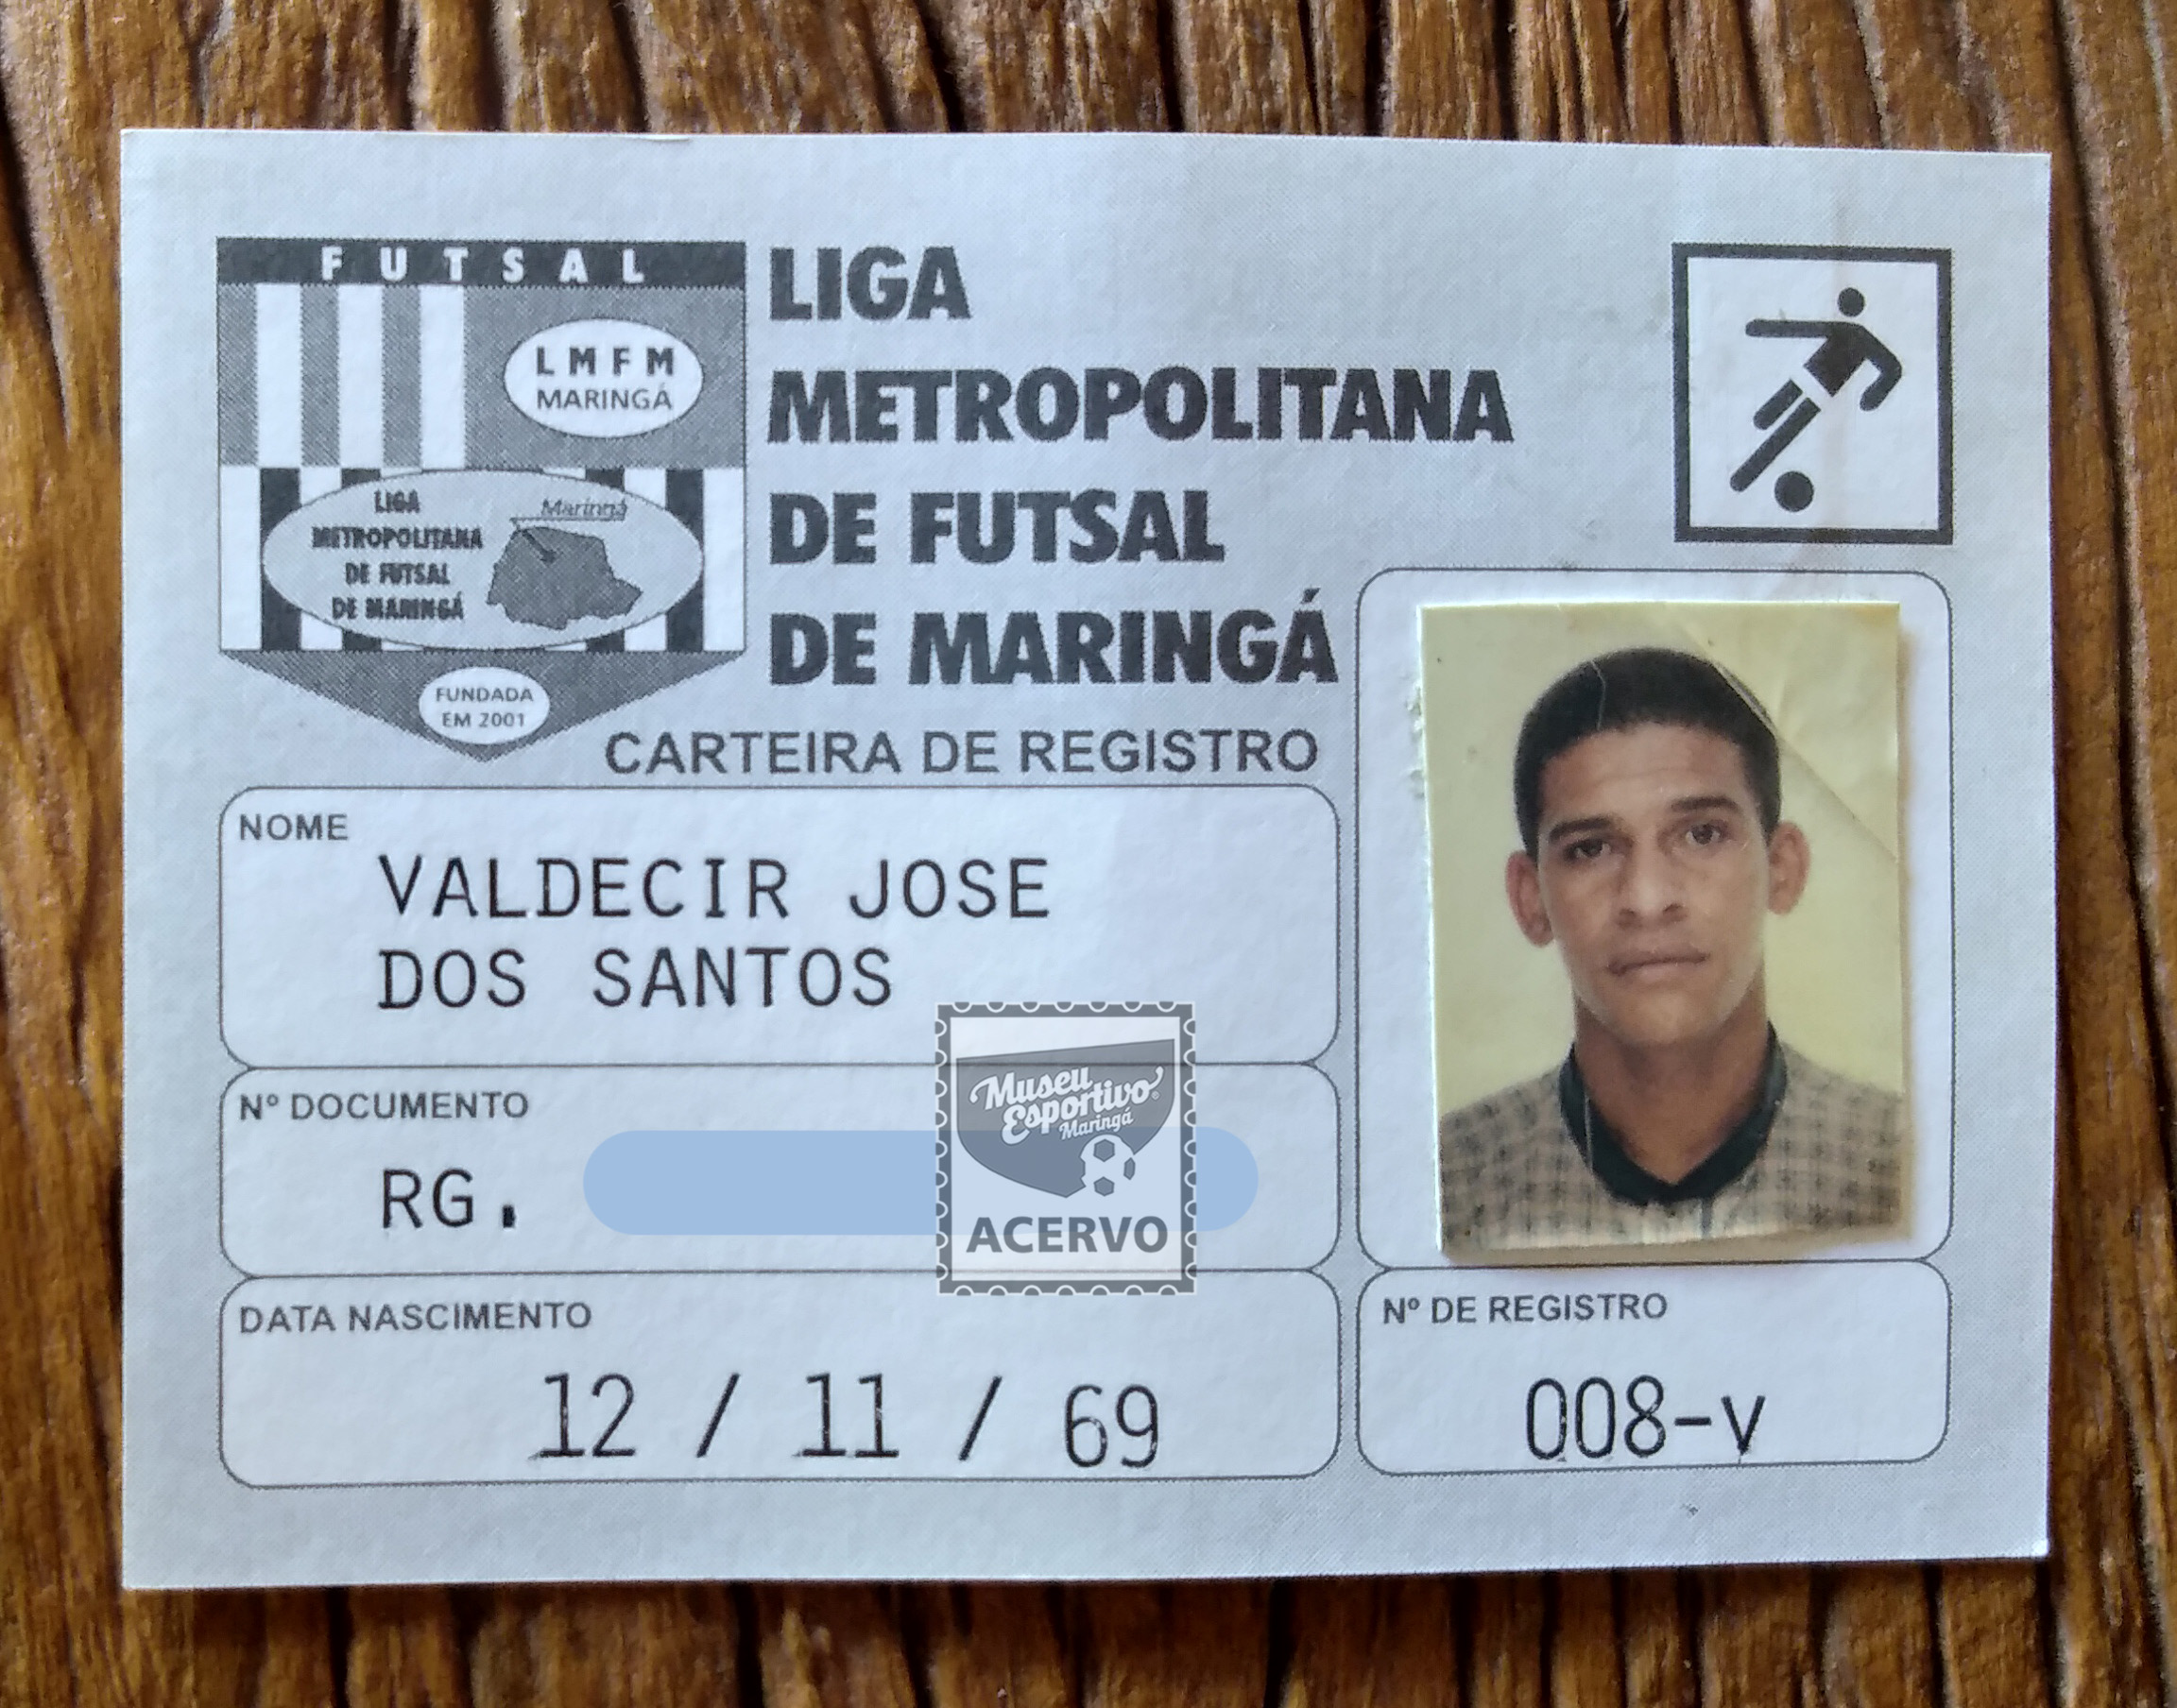 FUTSAL
LMFM
MARINGÁ
LIGA
METROPOLITANA
DE FUTSAL
DE MARINGÁ
Maringá
FUNDADA
EM 2001
LIGA
METROPOLITANA
DE FUTSAL
DE MARINGÁ
CARTEIRA DE REGISTRO
NOME
VALDECIR JOSE
DOS SANTOS
Nº DOCUMENTO
RG.
Museu
Esportivo
Maringá
ACERVO
DATA NASCIMENTO
12 / 11 / 69
Nº DE REGISTRO
008-v